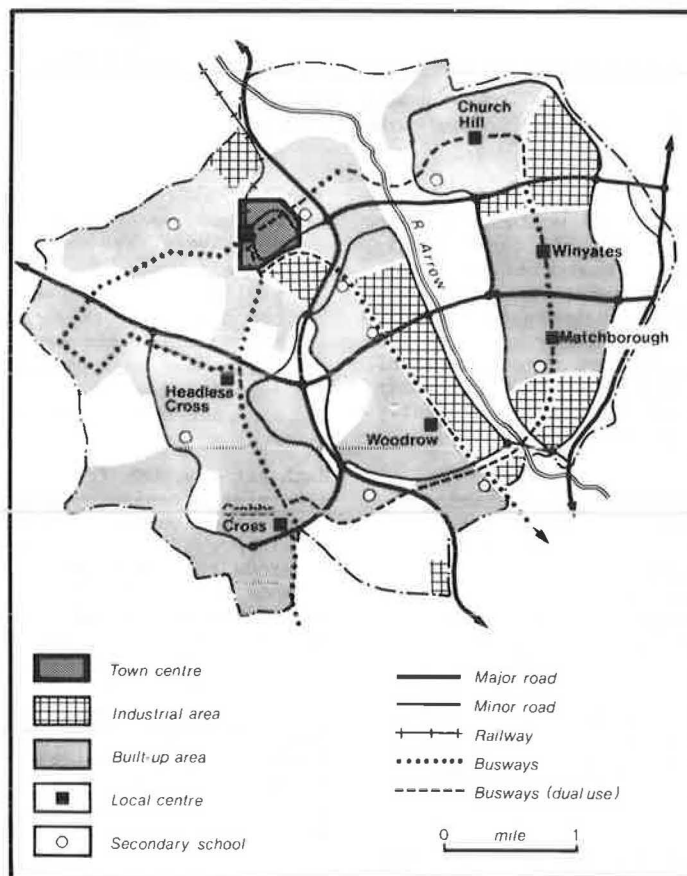 Church
Hill
R. Arrow
Winyates
Matchborough
Headless
Cross
Woodrow
Crabbs
Cross
Town centre
Industrial area
Built-up area
Local centre
Secondary school
Major road
Minor road
Railway
Busways
Busways (dual use)
0 mile 1